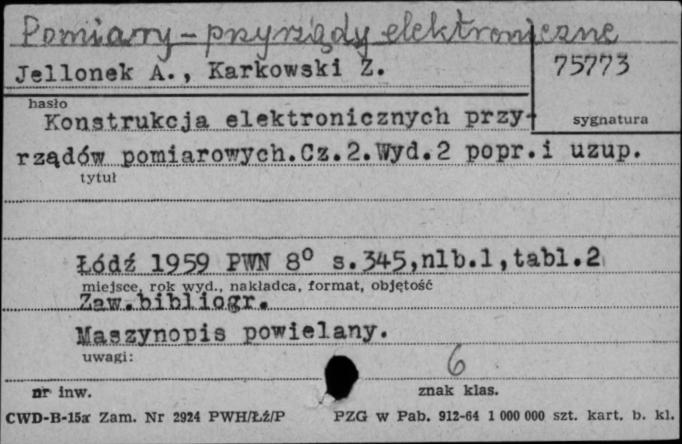 Pomiary – przyrządy elektroniczne
Jellonek A., Karkowski Z.
75773
hasło
Konstrukcja elektronicznych przy-
sygnatura
rządów pomiarowych.Cz.2.Wyd.2 popr.i uzup.
tytuł
Łódź 1959 PWN 8° s.345,nlb.1,tabl.2
miejsce, rok wyd., nakładca, format, objętość
Zaw.bibliogr.
Maszynopis powielany.
uwagi:
6
nr inw.
znak klas.
CWD-B-15a Zam. Nr 2924 PWH/Łź/P PZG w Pab. 912-64 1 000 000 szt. kart. b. kl.